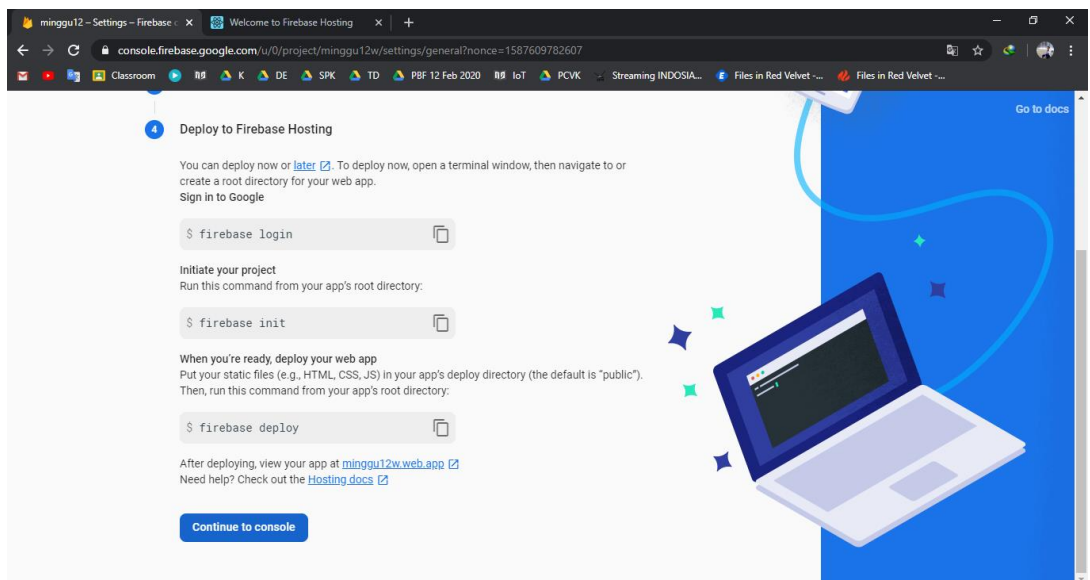 minggu12 – Settings – Firebase c
Welcome to Firebase Hosting
console.firebase.google.com/u/0/project/minggu12w/settings/general?nonce=1587609782607
Classroom
K
DE
SPK
TD
PBF 12 Feb 2020
IoT
PCVK
Streaming INDOSIA...
Files in Red Velvet -...
Files in Red Velvet -...
Go to docs
4
Deploy to Firebase Hosting
You can deploy now or later. To deploy now, open a terminal window, then navigate to or
create a root directory for your web app.
Sign in to Google
$ firebase login
Initiate your project
Run this command from your app's root directory:
$ firebase init
When you're ready, deploy your web app
Put your static files (e.g., HTML, CSS, JS) in your app's deploy directory (the default is "public").
Then, run this command from your app's root directory:
$ firebase deploy
After deploying, view your app at minggu12w.web.app
Need help? Check out the Hosting docs
Continue to console